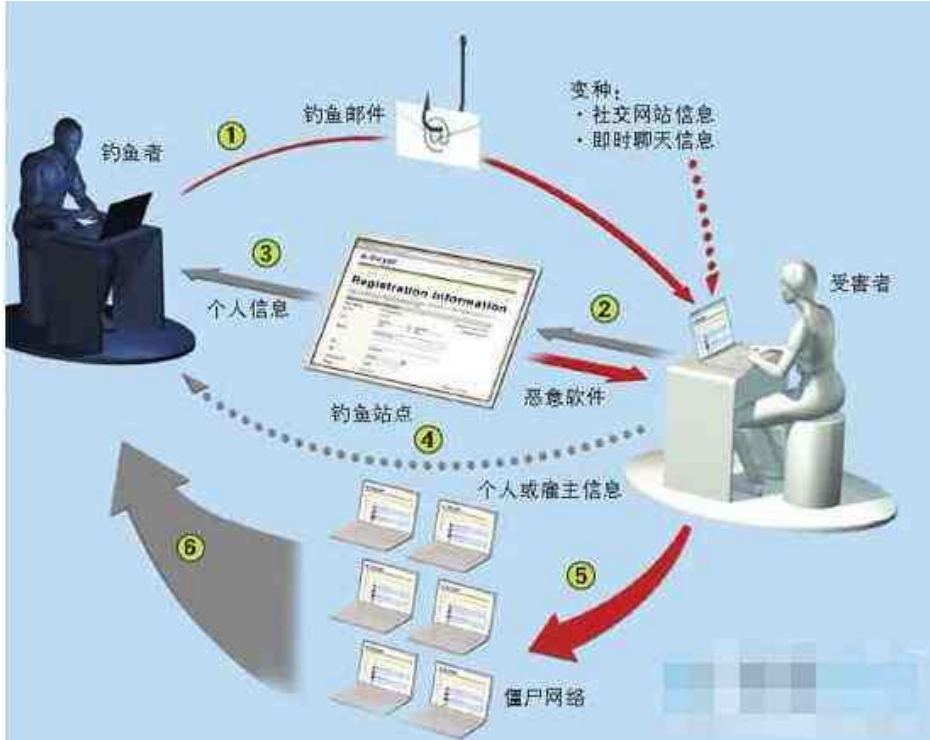 钓鱼者
①
钓鱼邮件
变种：
·社交网站信息
·即时聊天信息
受害者
③
个人信息
Registration Information
②
恶意软件
钓鱼站点
④
个人或雇主信息
⑤
⑥
僵尸网络